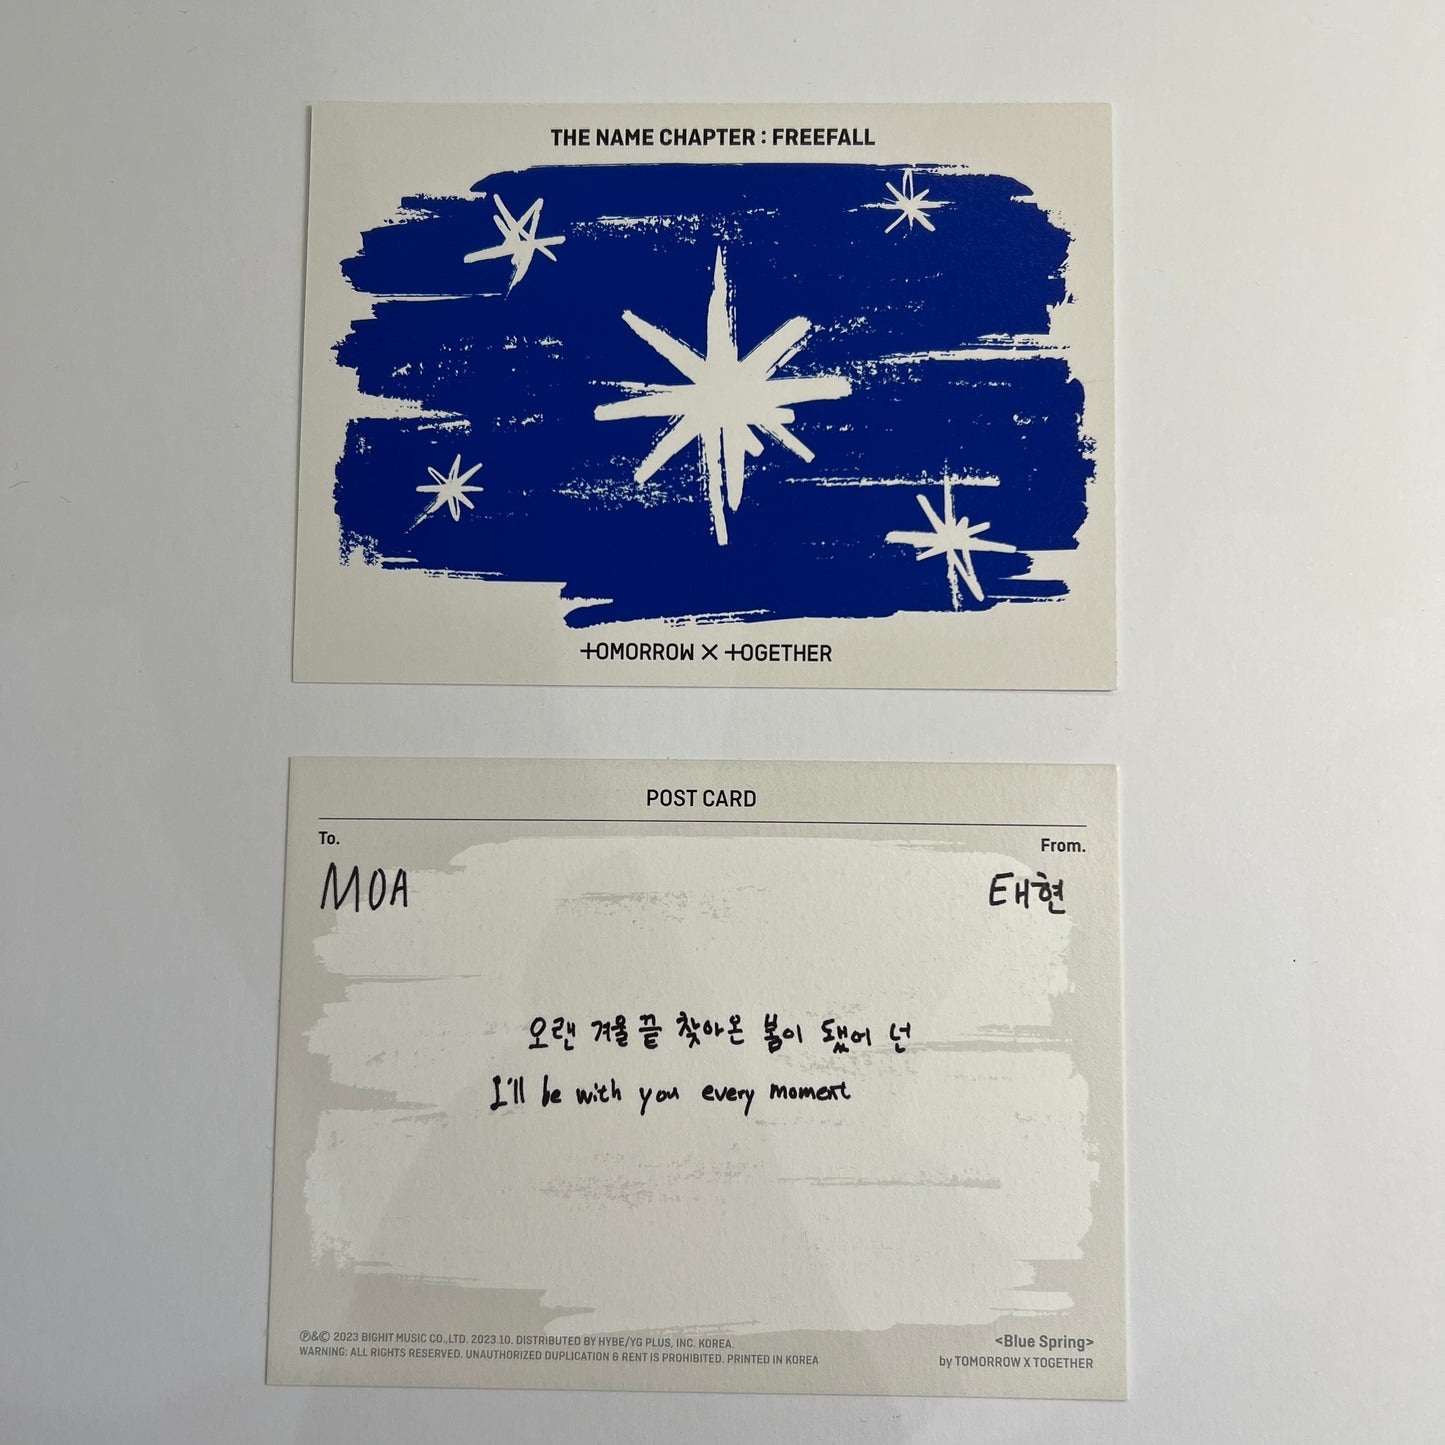 THE NAME CHAPTER : FREEFALL
TOMORROW X TOGETHER
POST CARD
To.
From.
MOA
태현
오랜 겨울 끝 찾아온 봄이 됐어 넌
I'll be with you every moment
℗&© 2023 BIGHIT MUSIC CO.,LTD. 2023.10. DISTRIBUTED BY HYBE/YG PLUS, INC. KOREA.
WARNING: ALL RIGHTS RESERVED. UNAUTHORIZED DUPLICATION & RENT IS PROHIBITED. PRINTED IN KOREA
<Blue Spring>
by TOMORROW X TOGETHER